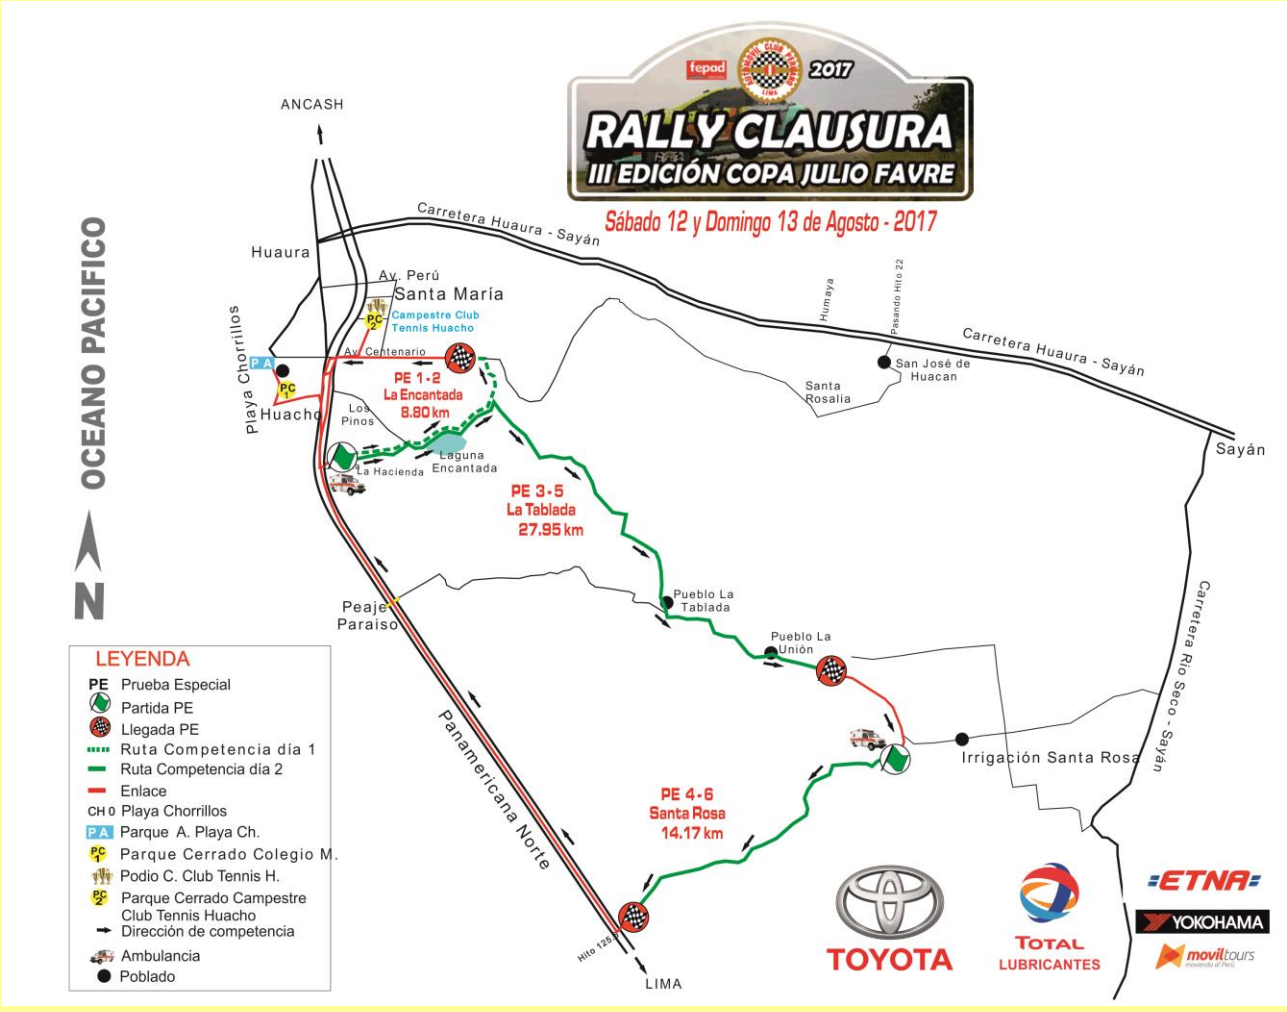 fepad
AUTOMOVIL CLUB PERUANO
LIMA
2017
RALLY CLAUSURA
III EDICIÓN COPA JULIO FAVRE
Sábado 12 y Domingo 13 de Agosto - 2017
ANCASH
OCEANO PACIFICO
N
Huaura
Carretera Huaura - Sayán
Av. Perú
Santa María
PC
2
Campestre Club
Tennis Huacho
Av. Centenario
Playa Chorrillos
P A
PC
1
Huacho
PE 1-2
La Encantada
8.80 km
Los
Pinos
La Hacienda
Laguna
Encantada
Humaya
Pasando Hito 22
San José de
Huacan
Santa
Rosalia
Carretera Huaura - Sayán
Sayán
PE 3-5
La Tablada
27.95 km
Pueblo La
Tablada
Pueblo La
Unión
Peaje
Paraiso
Panamericana Norte
Carretera Rio Seco - Sayán
Irrigación Santa Rosa
PE 4-6
Santa Rosa
14.17 km
Hito 125.5
LIMA
LEYENDA
PE Prueba Especial
Partida PE
Llegada PE
Ruta Competencia día 1
Ruta Competencia día 2
Enlace
CH 0 Playa Chorrillos
P A Parque A. Playa Ch.
PC
1 Parque Cerrado Colegio M.
Podio C. Club Tennis H.
PC
2 Parque Cerrado Campestre
Club Tennis Huacho
Dirección de competencia
Ambulancia
Poblado
TOYOTA
TOTAL
LUBRICANTES
ETNA
YOKOHAMA
moviltours
moviendo al Perú